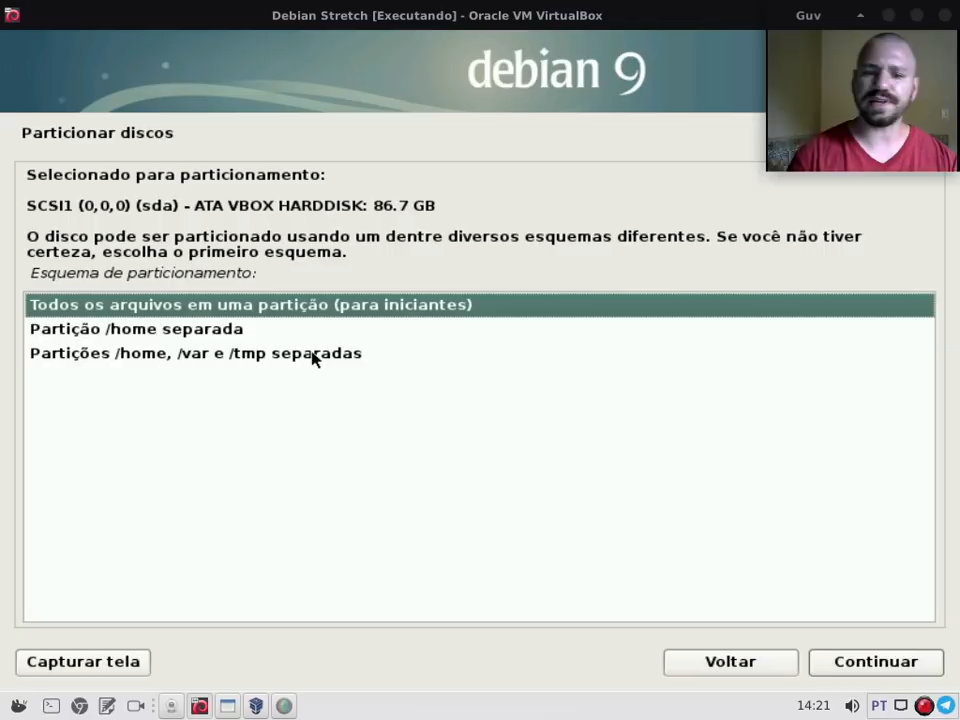 Debian Stretch [Executando] - Oracle VM VirtualBox
Guv
debian 9
Particionar discos
Selecionado para particionamento:
SCSI1 (0,0,0) (sda) - ATA VBOX HARDDISK: 86.7 GB
O disco pode ser particionado usando um dentre diversos esquemas diferentes. Se você não tiver
certeza, escolha o primeiro esquema.
Esquema de particionamento:
Todos os arquivos em uma partição (para iniciantes)
Partição /home separada
Partições /home, /var e /tmp separadas
Capturar tela
Voltar
Continuar
14:21
PT